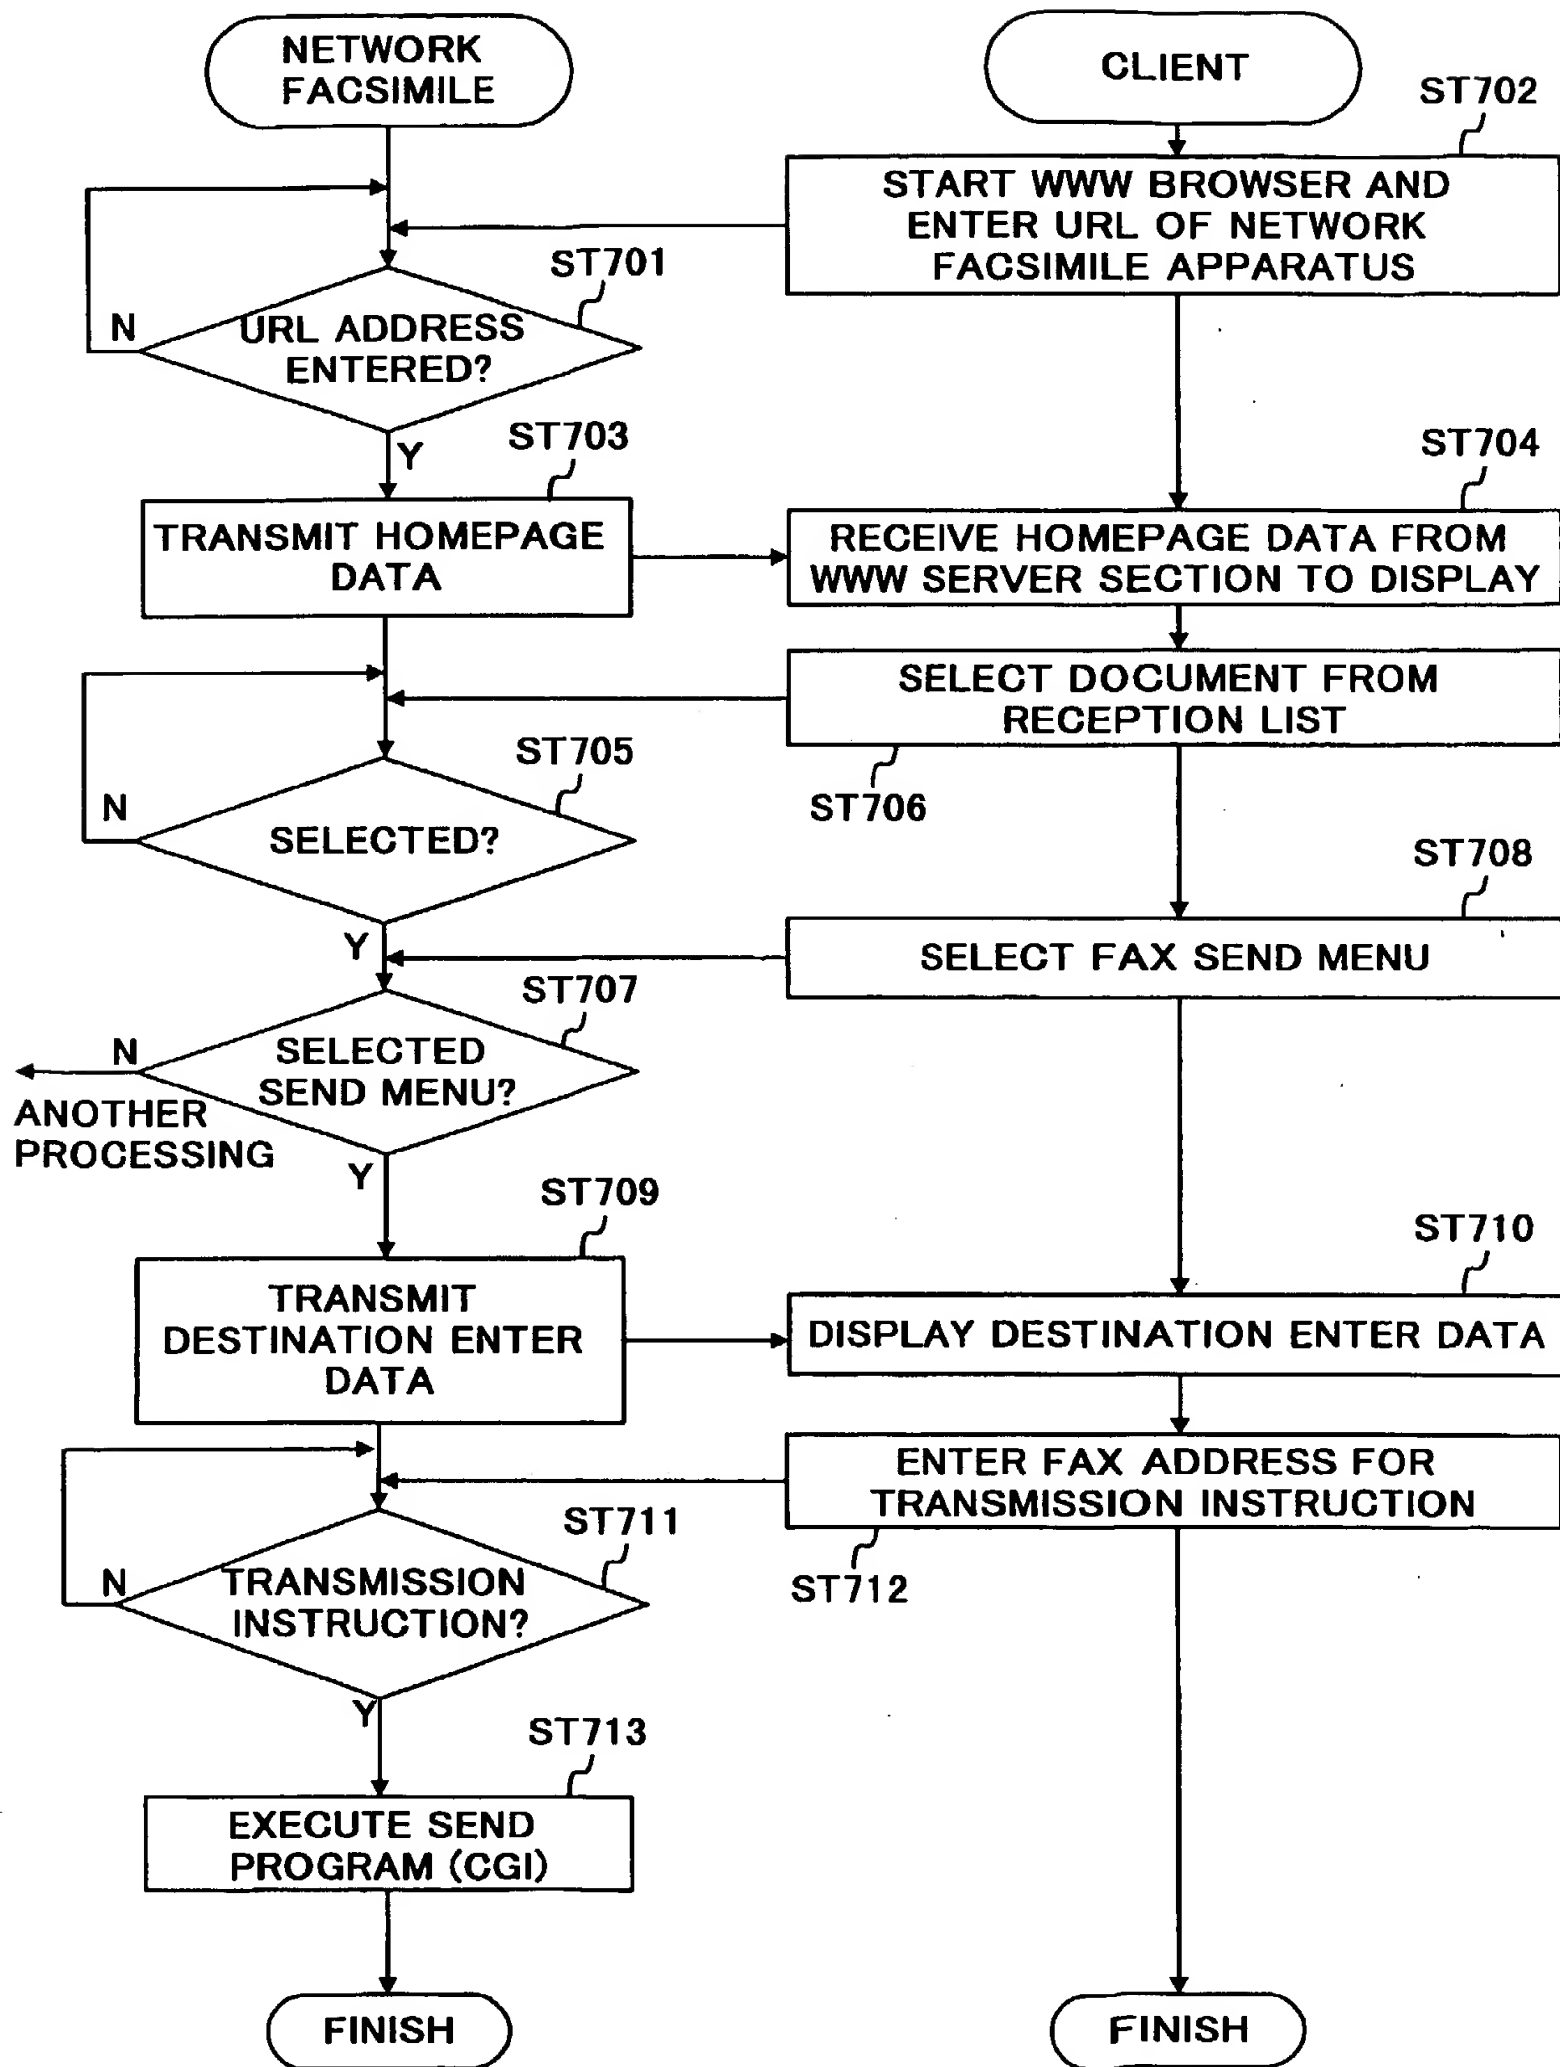 NETWORK
FACSIMILE
CLIENT
ST702
START WWW BROWSER AND
ENTER URL OF NETWORK
FACSIMILE APPARATUS
ST701
URL ADDRESS
ENTERED?
N
Y
ST703
TRANSMIT HOMEPAGE
DATA
ST704
RECEIVE HOMEPAGE DATA FROM
WWW SERVER SECTION TO DISPLAY
SELECT DOCUMENT FROM
RECEPTION LIST
ST706
ST705
SELECTED?
N
Y
ST708
SELECT FAX SEND MENU
ST707
SELECTED
SEND MENU?
N
ANOTHER
PROCESSING
Y
ST709
TRANSMIT
DESTINATION ENTER
DATA
ST710
DISPLAY DESTINATION ENTER DATA
ENTER FAX ADDRESS FOR
TRANSMISSION INSTRUCTION
ST712
ST711
TRANSMISSION
INSTRUCTION?
N
Y
ST713
EXECUTE SEND
PROGRAM (CGI)
FINISH
FINISH